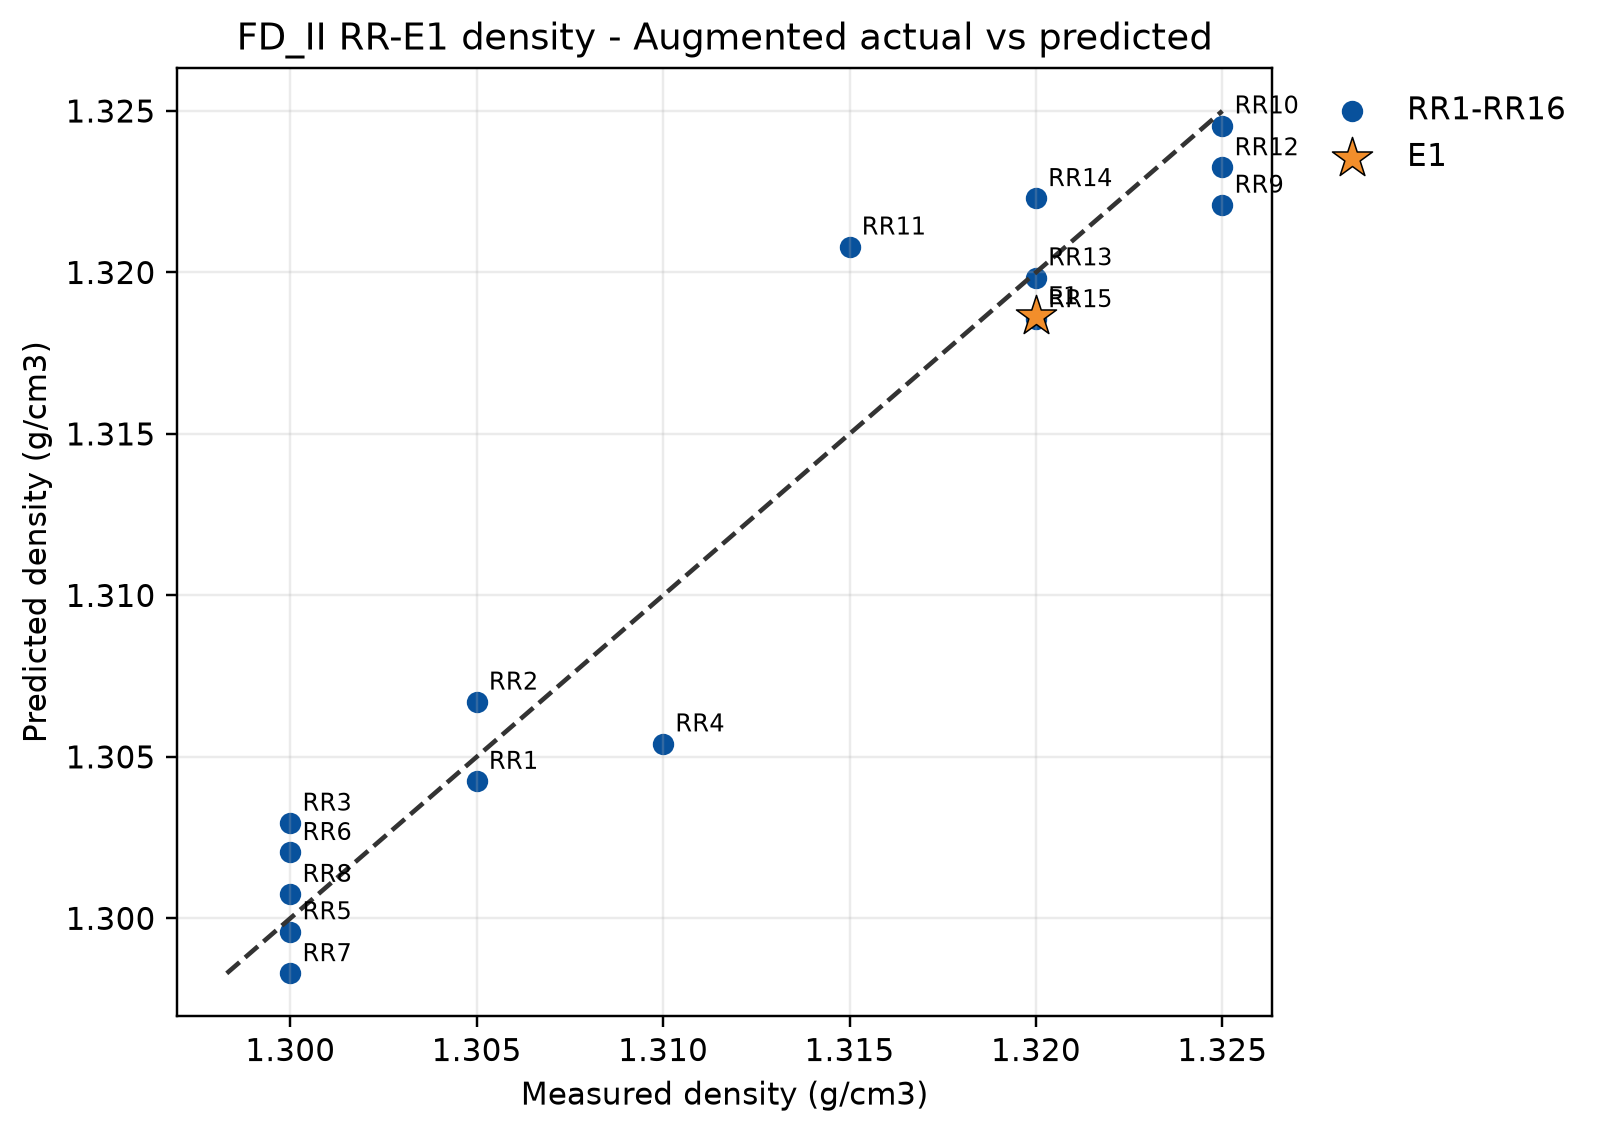 FD_II RR-E1 density - Augmented actual vs predicted
RR1-RR16
E1
Predicted density (g/cm3)
1.325
1.320
1.315
1.310
1.305
1.300
RR10
RR12
RR9
RR14
RR11
RR13
E1
RR15
RR2
RR4
RR1
RR3
RR6
RR8
RR5
RR7
1.300
1.305
1.310
1.315
1.320
1.325
Measured density (g/cm3)